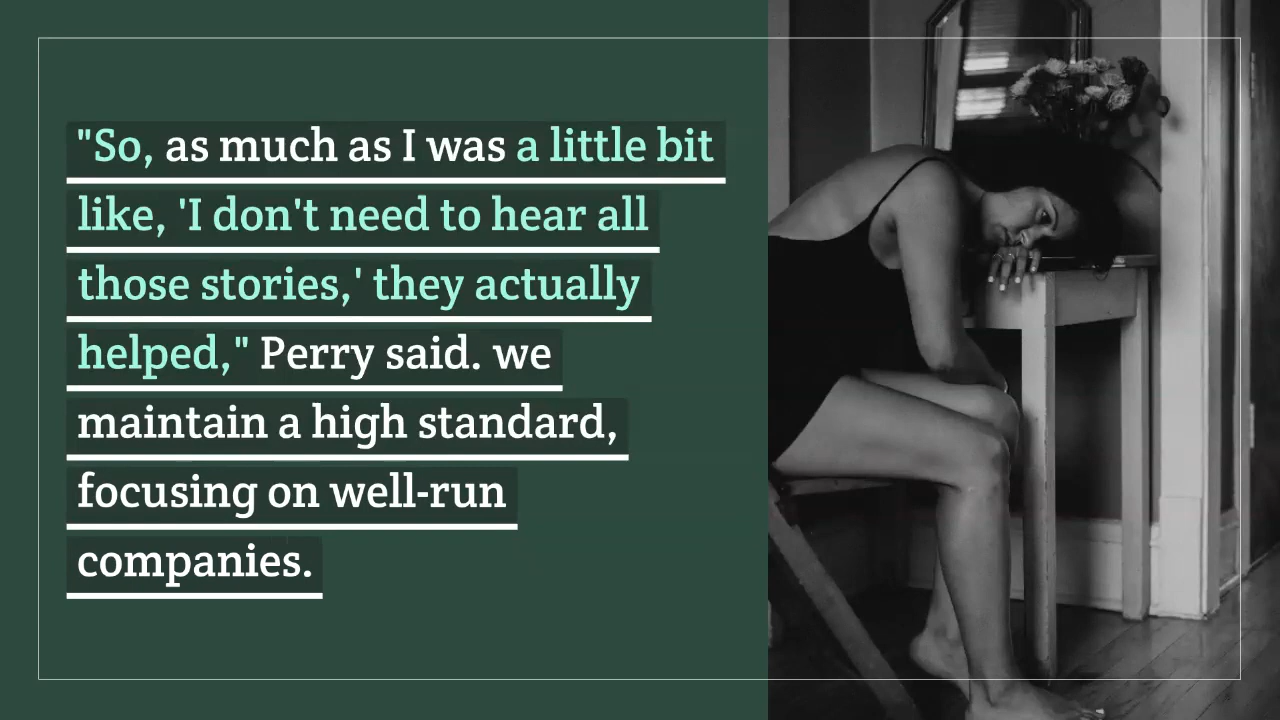 "So, as much as I was a little bit
like, 'I don't need to hear all
those stories,' they actually
helped," Perry said. we
maintain a high standard,
focusing on well-run
companies.